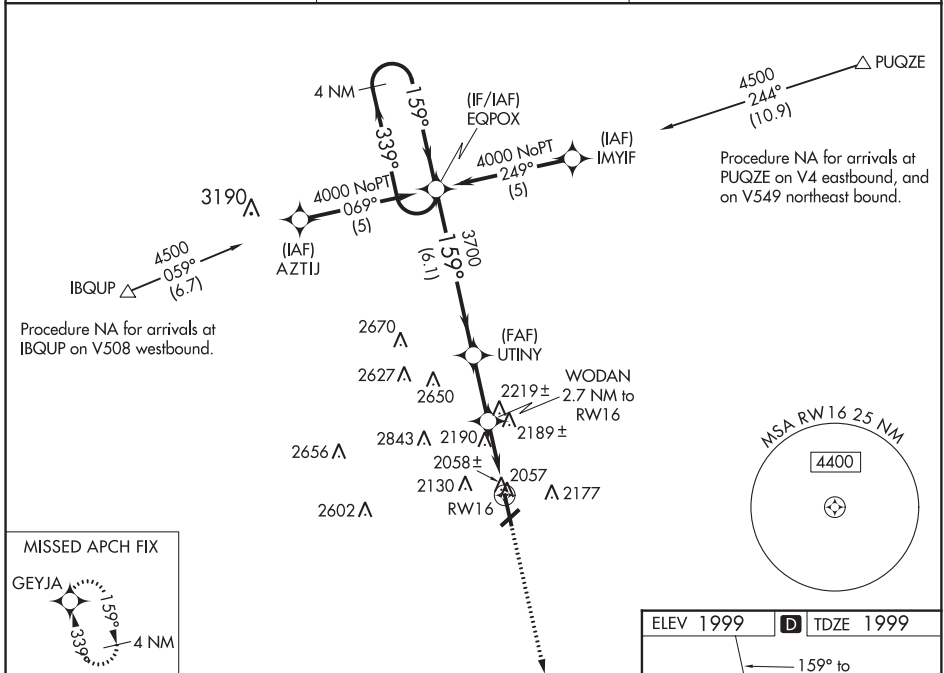 PUQZE
4500
244°
(10.9)
4 NM
159°
339°
(IF/IAF)
EQPOX
(IAF)
IMYIF
4000 NoPT
249°
(5)
Procedure NA for arrivals at
PUQZE on V4 eastbound, and
on V549 northeast bound.
3190
4000 NoPT
069°
(5)
(IAF)
AZTIJ
4500
059°
(6.7)
IBQUP
Procedure NA for arrivals at
IBQUP on V508 westbound.
3700
159°
(6.1)
2670
(FAF)
UTINY
2627
2650
WODAN
2.7 NM to
RW16
2219±
2189±
2843
2190
2656
2058±
2057
2130
2177
RW16
2602
MSA RW16 25 NM
4400
MISSED APCH FIX
GEYJA
159°
339°
4 NM
ELEV 1999 D TDZE 1999
159° to